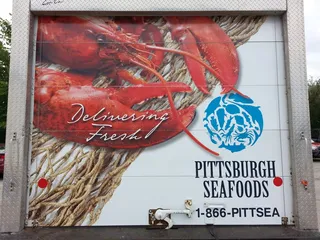 Delivering
Fresh
PITTSBURGH
SEAFOODS
1-866-PITTSEA